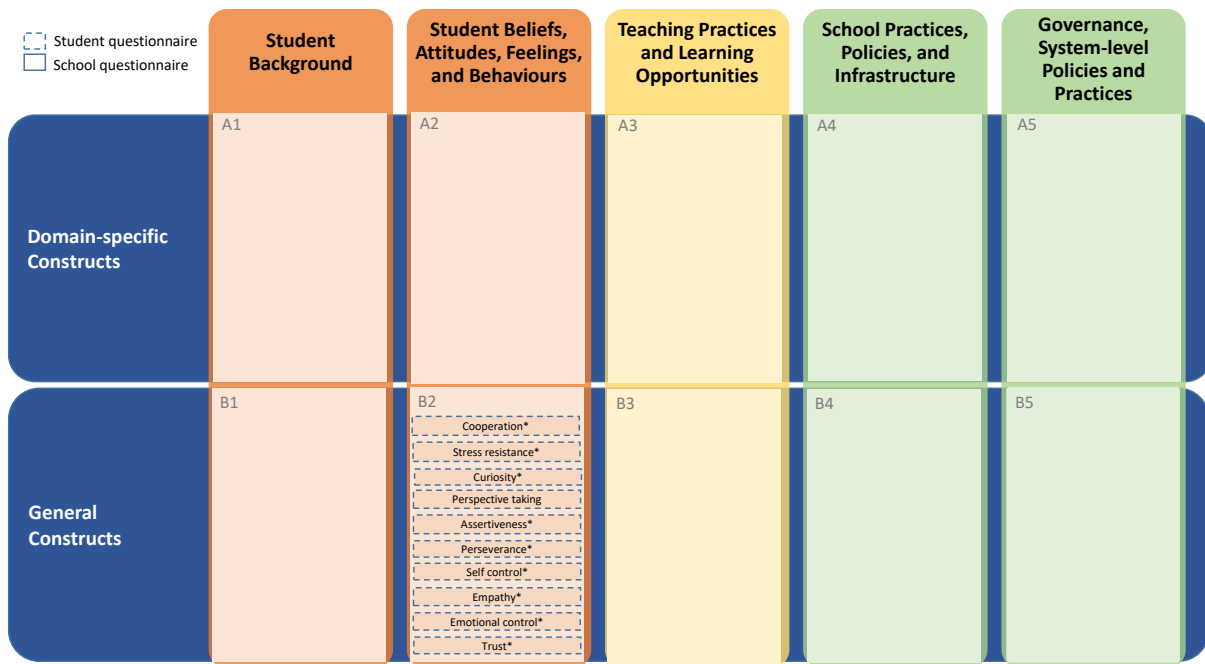 Student questionnaire
School questionnaire
Student
Background
Student Beliefs,
Attitudes, Feelings,
and Behaviours
Teaching Practices
and Learning
Opportunities
School Practices,
Policies, and
Infrastructure
Governance,
System-level
Policies and
Practices
Domain-specific
Constructs
A1
A2
A3
A4
A5
General
Constructs
B1
B2
Cooperation*
Stress resistance*
Curiosity*
Perspective taking
Assertiveness*
Perseverance*
Self control*
Empathy*
Emotional control*
Trust*
B3
B4
B5